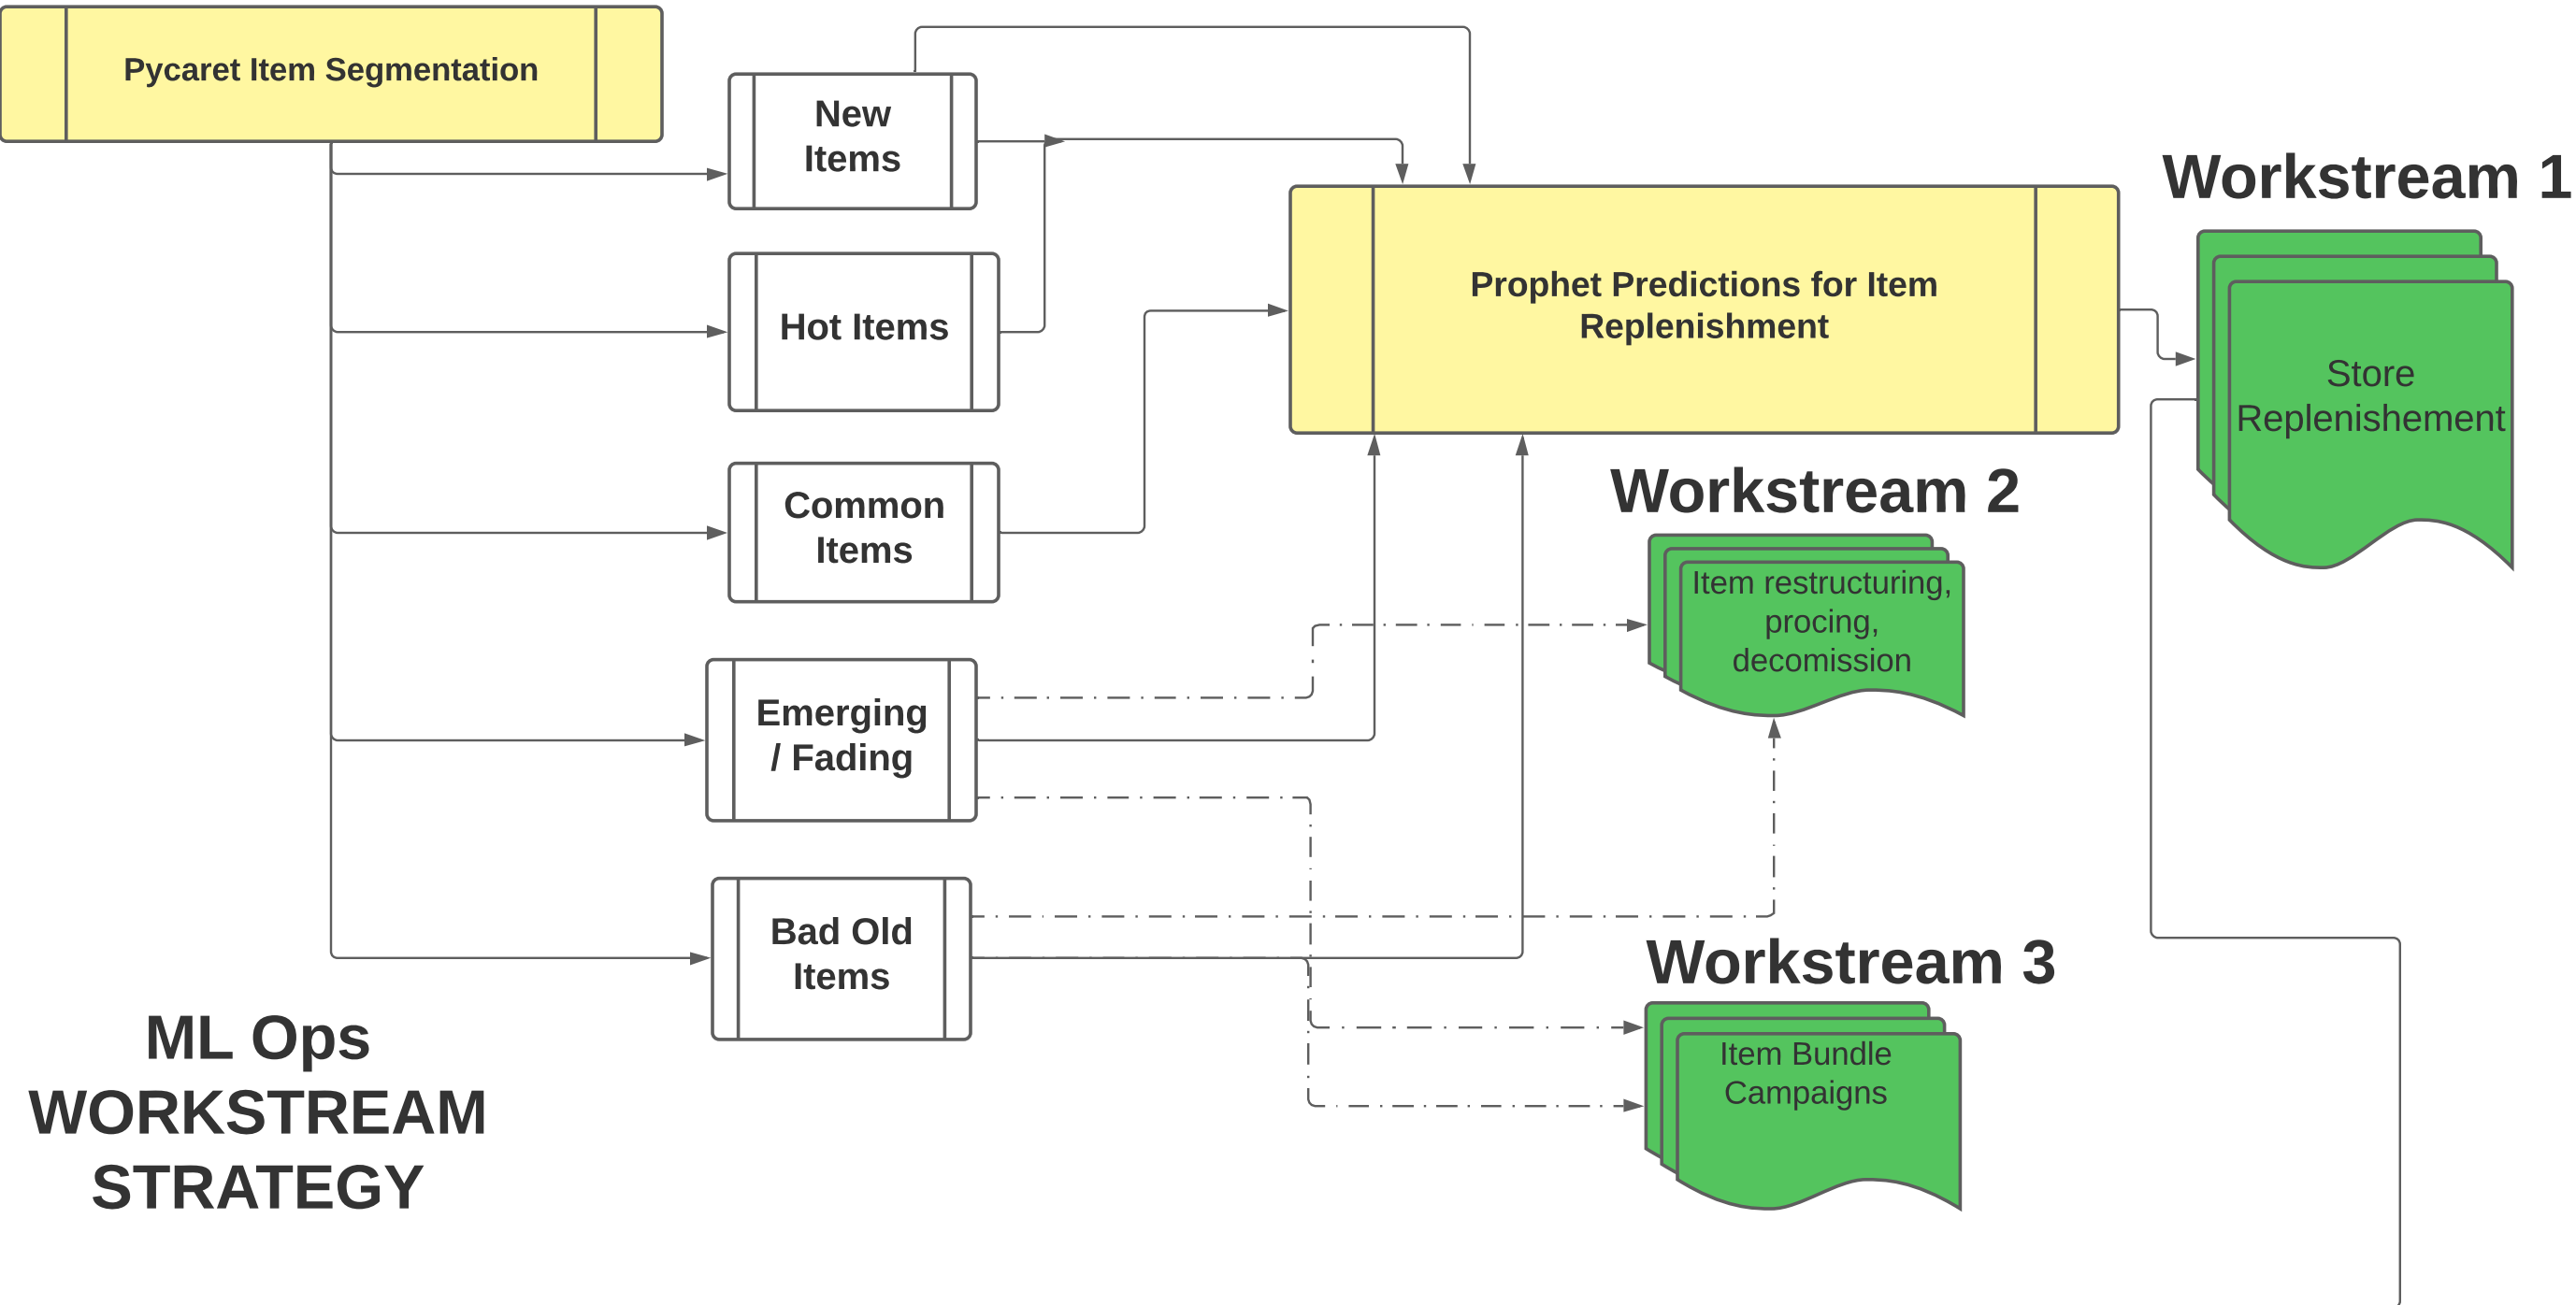 Pycaret Item Segmentation
New
Items
Hot Items
Common
Items
Emerging
/ Fading
Bad Old
Items
Prophet Predictions for Item
Replenishment
Workstream 1
Store
Replenishement
Workstream 2
Item restructuring,
procing,
decomission
Workstream 3
Item Bundle
Campaigns
ML Ops
WORKSTREAM
STRATEGY